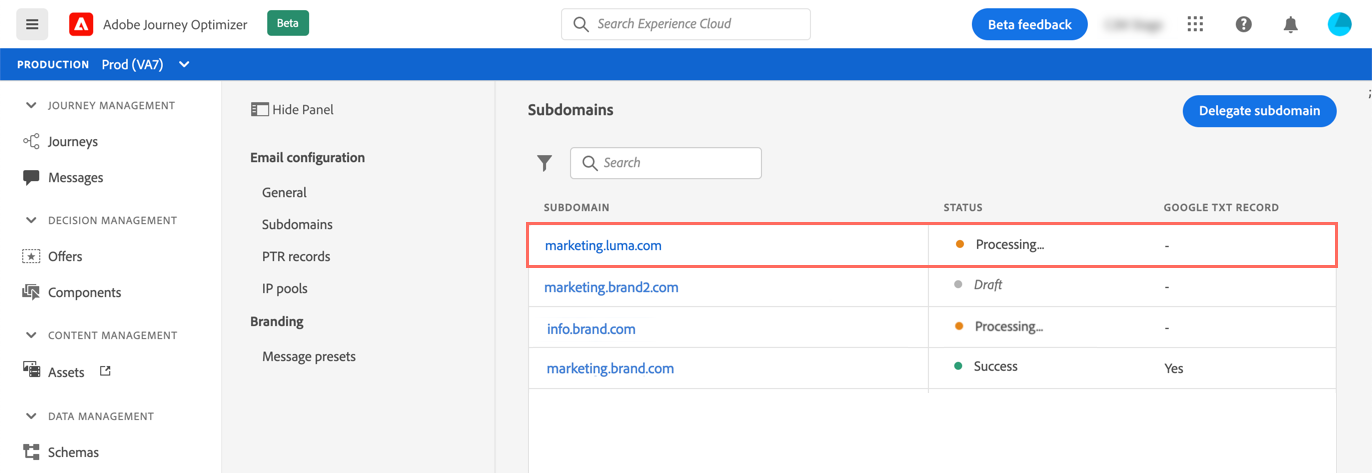 Adobe Journey Optimizer Beta Search Experience Cloud Beta feedback
PRODUCTION Prod (VA7)
JOURNEY MANAGEMENT
Journeys
Messages
DECISION MANAGEMENT
Offers
Components
CONTENT MANAGEMENT
Assets
DATA MANAGEMENT
Schemas
Hide Panel
Email configuration
General
Subdomains
PTR records
IP pools
Branding
Message presets
Subdomains Delegate subdomain
Search
SUBDOMAIN STATUS GOOGLE TXT RECORD
marketing.luma.com Processing... -
marketing.brand2.com Draft -
info.brand.com Processing... -
marketing.brand.com Success Yes